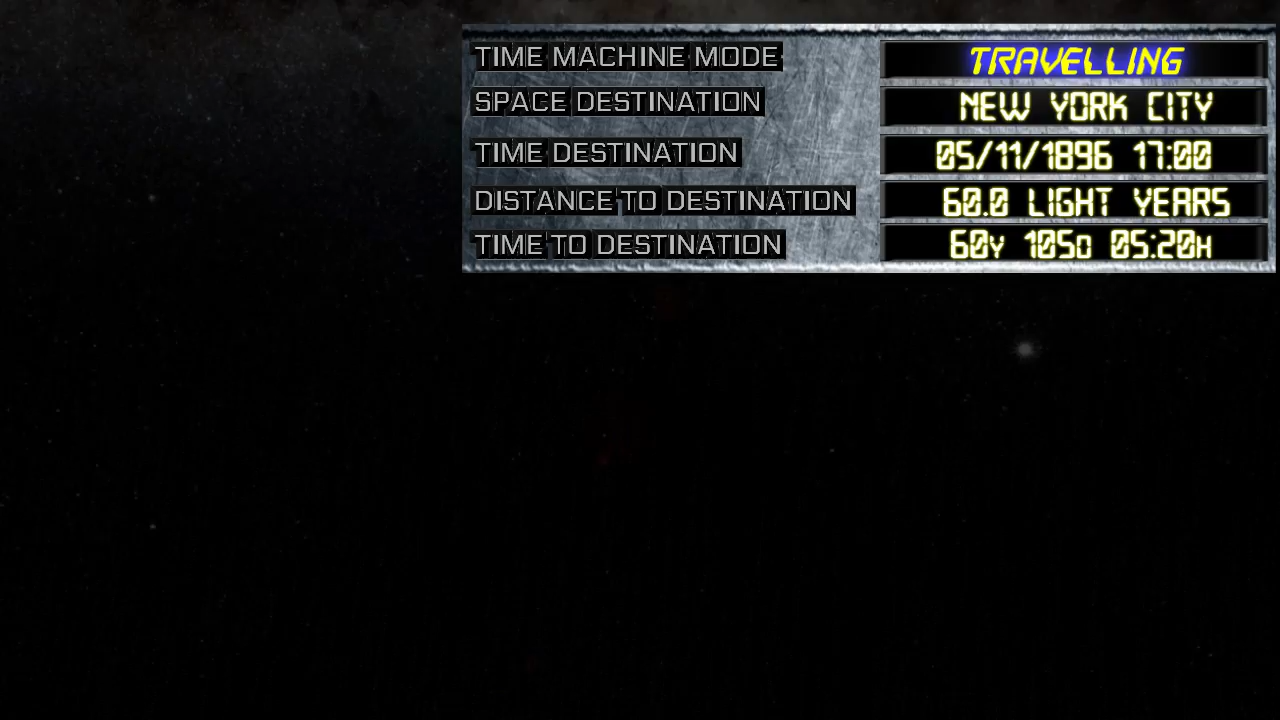 TIME MACHINE MODE TRAVELLING
SPACE DESTINATION NEW YORK CITY
TIME DESTINATION 05/11/1896 17:00
DISTANCE TO DESTINATION 60.0 LIGHT YEARS
TIME TO DESTINATION 60Y 105D 05:20H